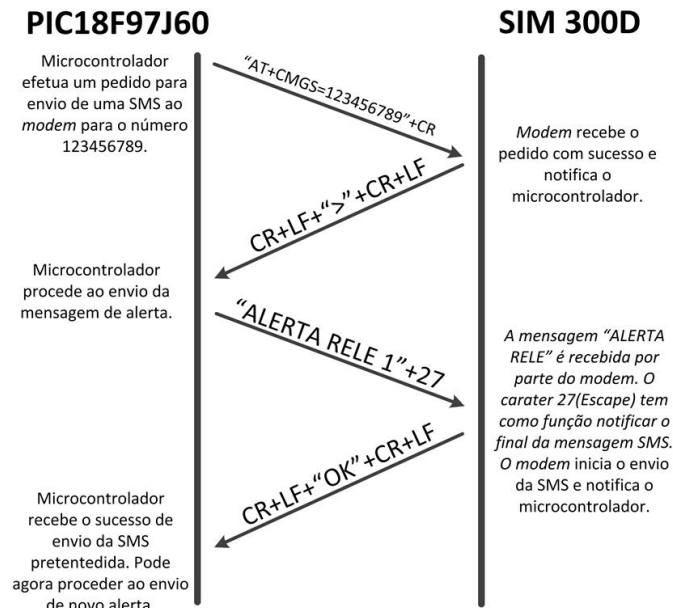 PIC18F97J60
SIM 300D
Microcontrolador
efetua um pedido para
envio de uma SMS ao
modem para o número
123456789.
“AT+CMGS=123456789”+CR
Modem recebe o
pedido com sucesso e
notifica o
microcontrolador.
CR+LF+“>”+CR+LF
Microcontrolador
procede ao envio da
mensagem de alerta.
“ALERTA RELE 1”+27
A mensagem “ALERTA
RELE” é recebida por
parte do modem. O
carater 27(Escape) tem
como função notificar o
final da mensagem SMS.
O modem inicia o envio
da SMS e notifica o
microcontrolador.
CR+LF+“OK”+CR+LF
Microcontrolador
recebe o sucesso de
envio da SMS
pretentedida. Pode
agora proceder ao envio
de novo alerta